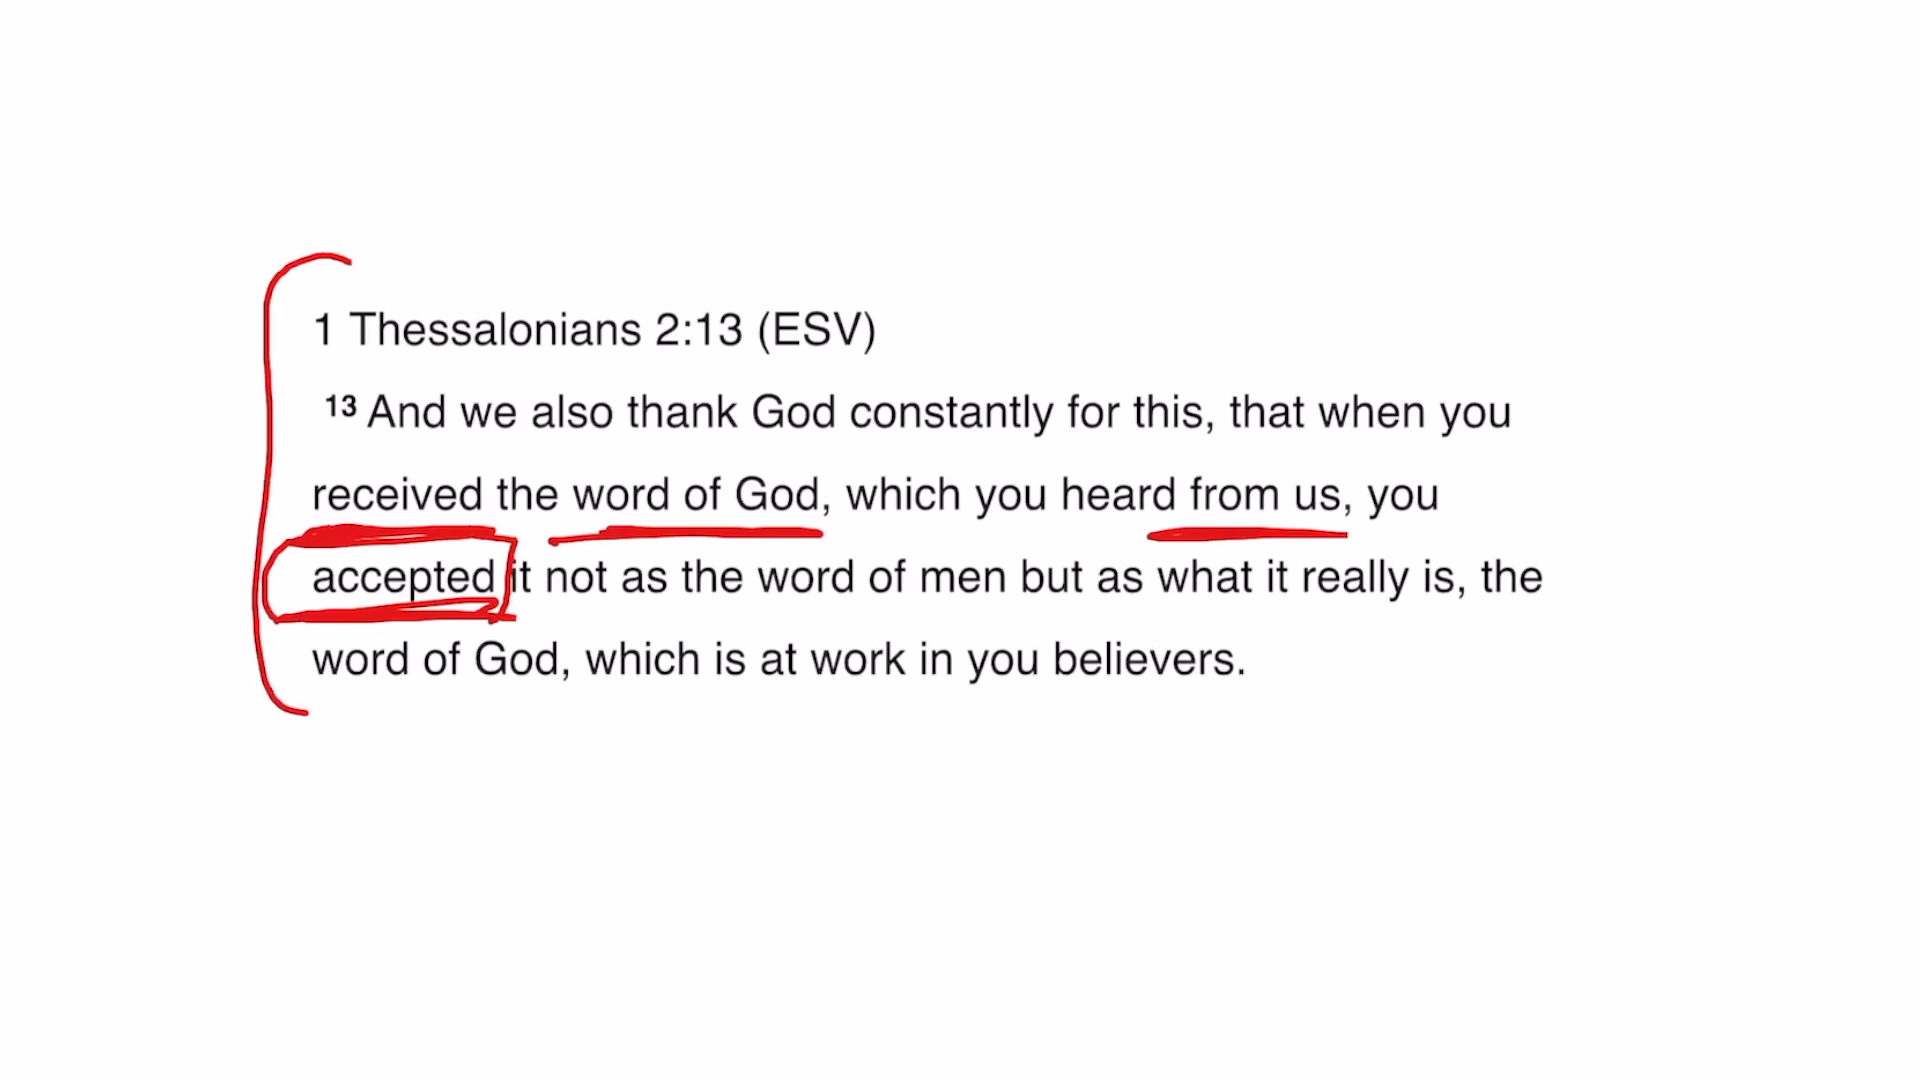 1 Thessalonians 2:13 (ESV)
13 And we also thank God constantly for this, that when you
received the word of God, which you heard from us, you
accepted it not as the word of men but as what it really is, the
word of God, which is at work in you believers.